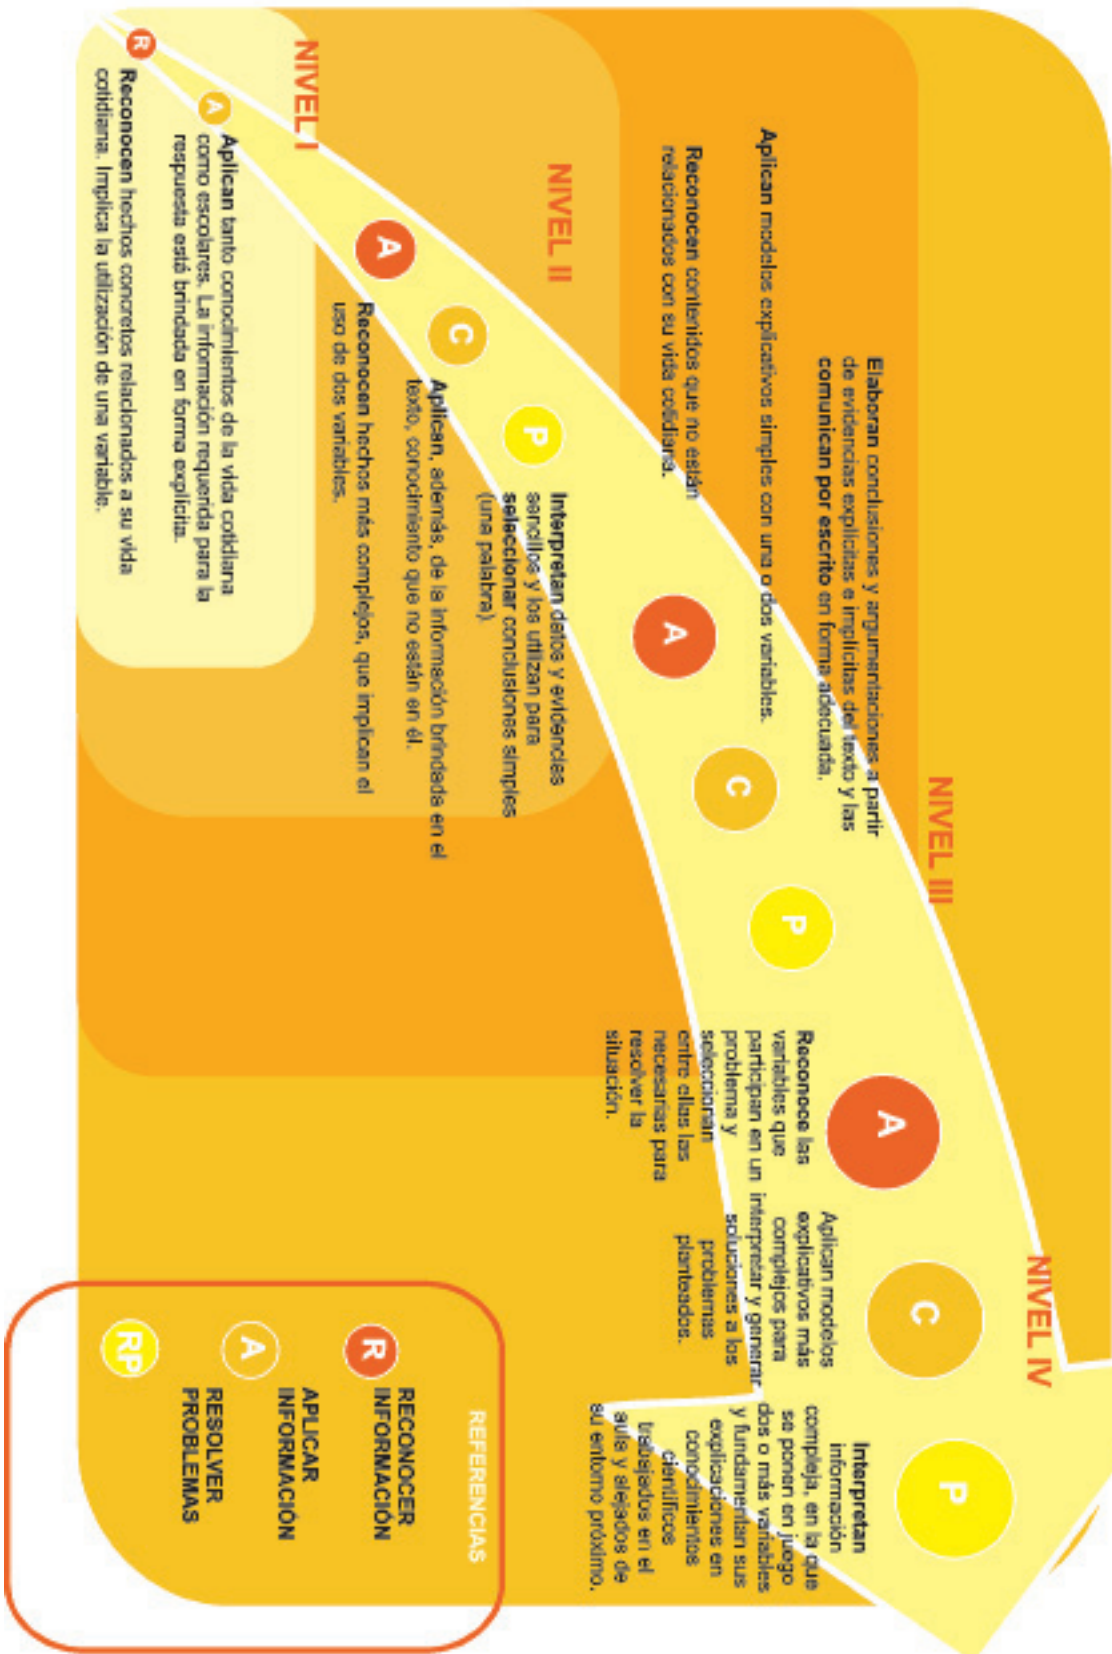 NIVEL I
R
Reconocen hechos concretos relacionados a su vida
cotidiana. Implica la utilización de una variable.
A
Aplican tanto conocimientos de la vida cotidiana
como escolares. La información requerida para la
respuesta está brindada en forma explícita.
NIVEL II
A
Reconocen hechos más complejos, que implican el
uso de dos variables.
C
Aplican, además, de la información brindada en el
texto, conocimiento que no están en él.
P
Interpretan datos y evidencias
sencillos y los utilizan para
seleccionar conclusiones simples
(una palabra).
NIVEL III
Reconocen contenidos que no están
relacionados con su vida cotidiana.
Aplican modelos explicativos simples con una o dos variables.
Elaboran conclusiones y argumentaciones a partir
de evidencias explícitas e implícitas del texto y las
comunican por escrito en forma adecuada.
A
C
P
NIVEL IV
A
Reconoce las
variables que
participan en un
problema y
seleccionan
entre ellas las
necesarias para
resolver la
situación.
C
Aplican modelos
explicativos más
complejos para
interpretar y generar
soluciones a los
problemas
planteados.
P
Interpretan
información
compleja, en la que
se ponen en juego
dos o más variables
y fundamentan sus
explicaciones en
conocimientos
científicos
trabajados en el
aula y alejados de
su entorno próximo.
REFERENCIAS
R
RECONOCER
INFORMACIÓN
A
APLICAR
INFORMACIÓN
RP
RESOLVER
PROBLEMAS